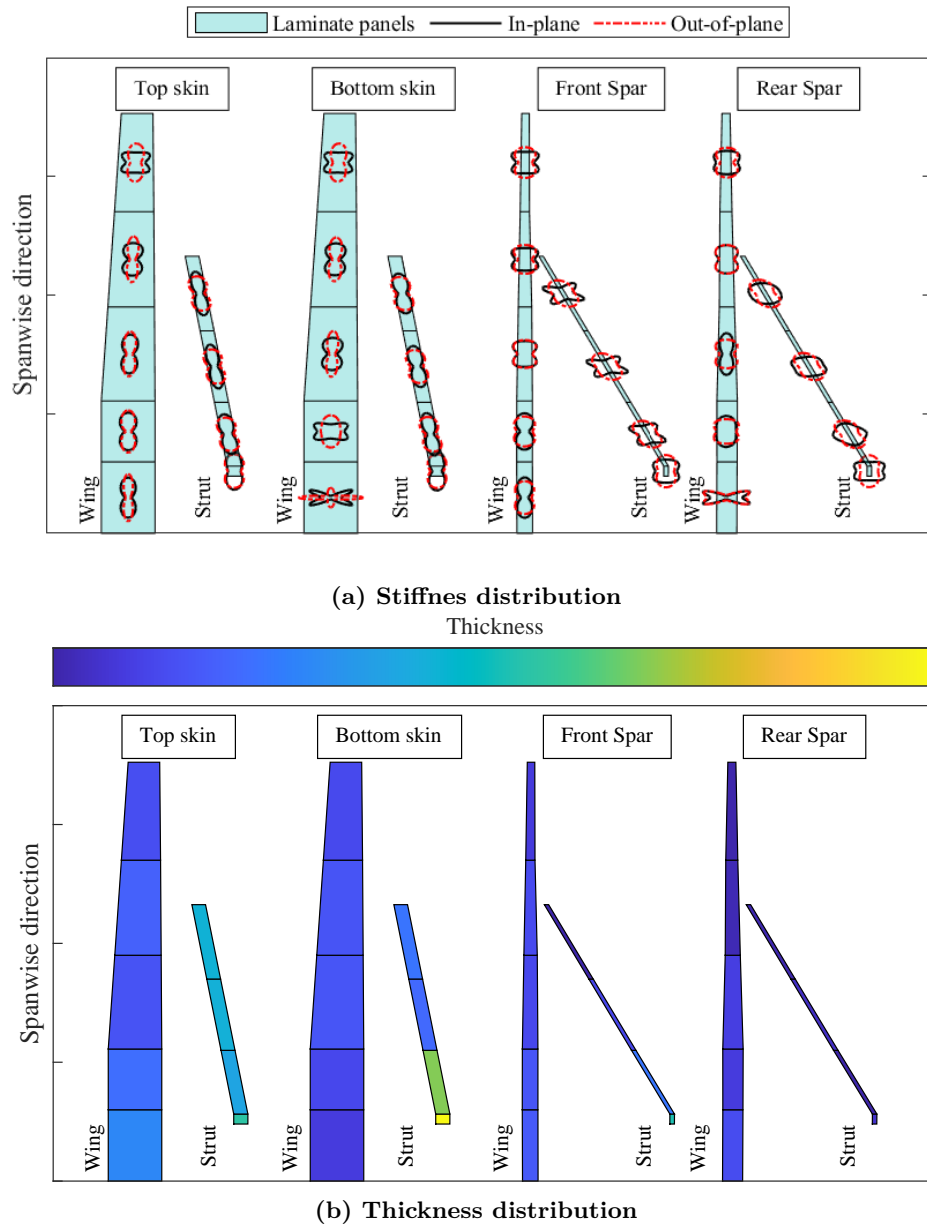 Laminate panels In-plane Out-of-plane
Top skin Bottom skin Front Spar Rear Spar
Spanwise direction
Wing Strut Wing Strut Wing Strut Wing Strut
(a) Stiffnes distribution
Thickness
Top skin Bottom skin Front Spar Rear Spar
Spanwise direction
Wing Strut Wing Strut Wing Strut Wing Strut
(b) Thickness distribution